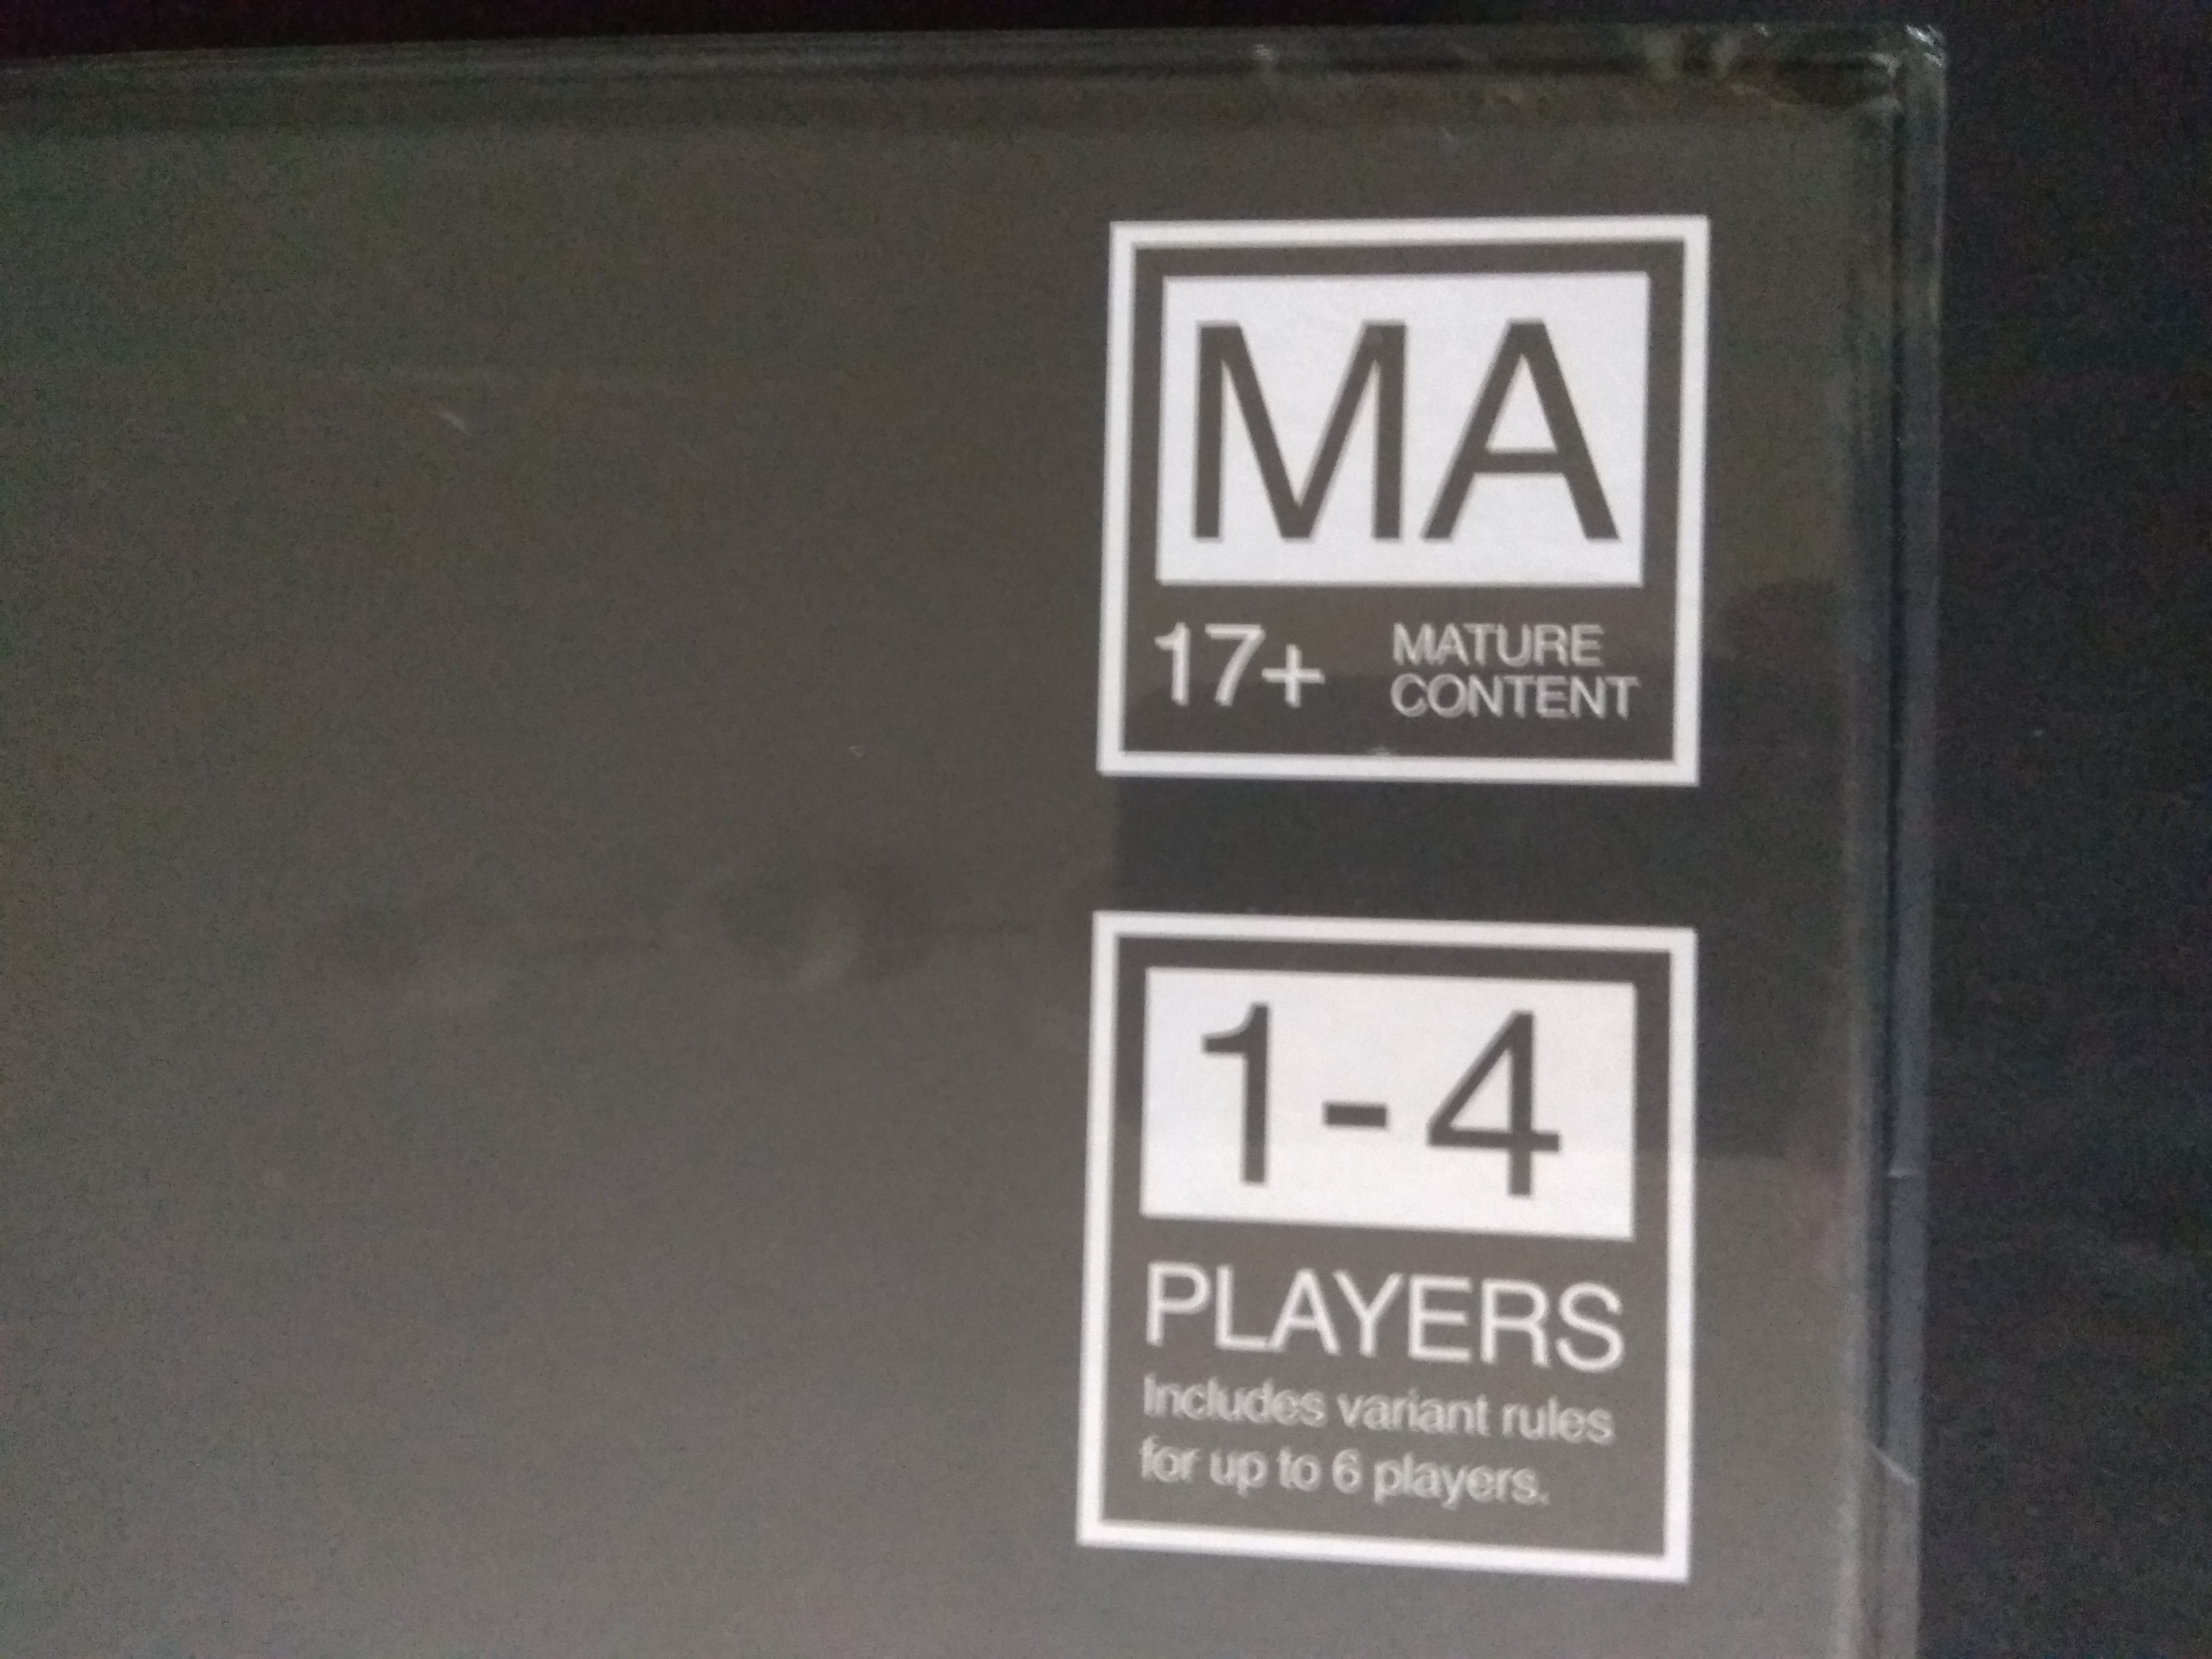 MA
17+ MATURE
CONTENT
1-4
PLAYERS
Includes variant rules
for up to 6 players.